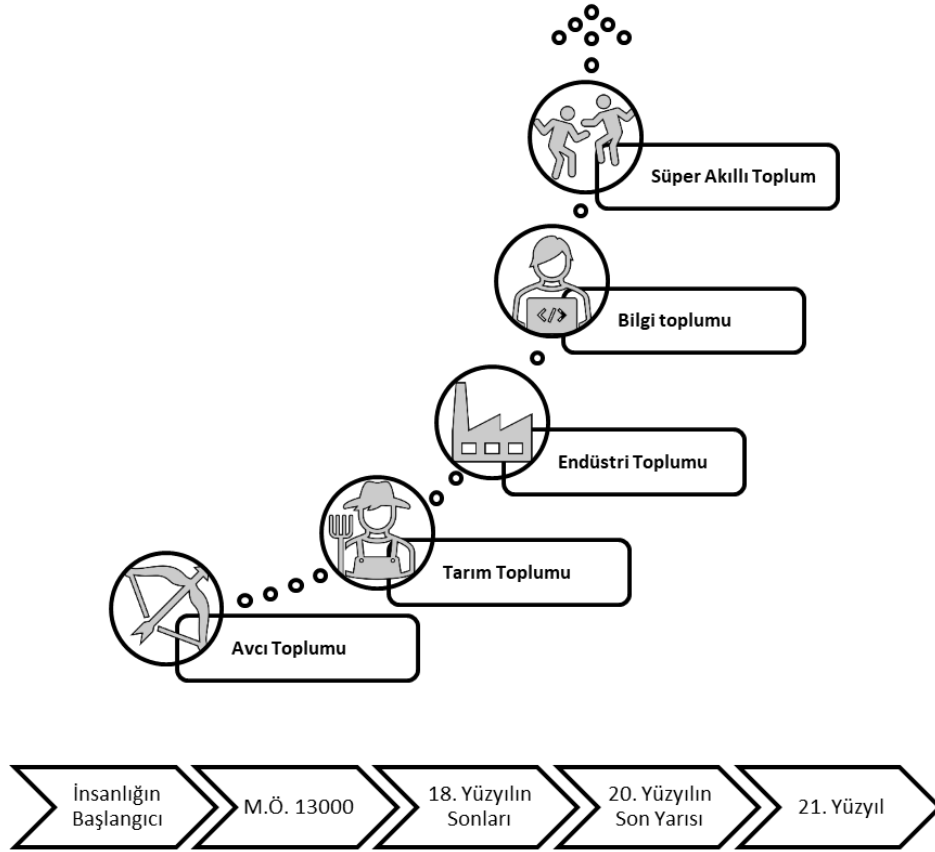 Süper Akıllı Toplum
</>
Bilgi toplumu
Endüstri Toplumu
Tarım Toplumu
Avcı Toplumu
İnsanlığın
Başlangıcı
M.Ö. 13000
18. Yüzyılın
Sonları
20. Yüzyılın
Son Yarısı
21. Yüzyıl